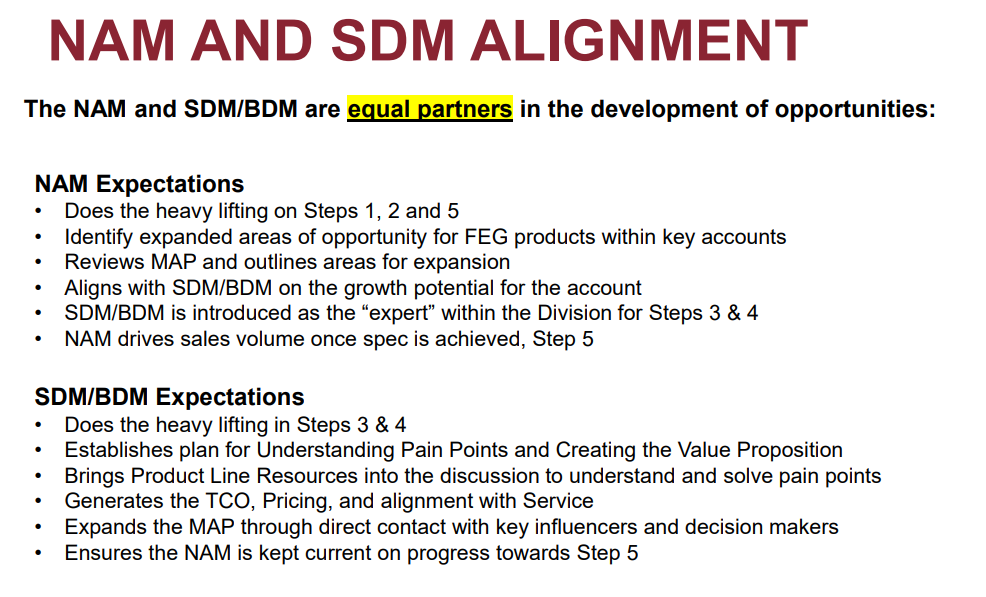 NAM AND SDM ALIGNMENT
The NAM and SDM/BDM are equal partners in the development of opportunities:
NAM Expectations
• Does the heavy lifting on Steps 1, 2 and 5
• Identify expanded areas of opportunity for FEG products within key accounts
• Reviews MAP and outlines areas for expansion
• Aligns with SDM/BDM on the growth potential for the account
• SDM/BDM is introduced as the “expert” within the Division for Steps 3 & 4
• NAM drives sales volume once spec is achieved, Step 5
SDM/BDM Expectations
• Does the heavy lifting in Steps 3 & 4
• Establishes plan for Understanding Pain Points and Creating the Value Proposition
• Brings Product Line Resources into the discussion to understand and solve pain points
• Generates the TCO, Pricing, and alignment with Service
• Expands the MAP through direct contact with key influencers and decision makers
• Ensures the NAM is kept current on progress towards Step 5